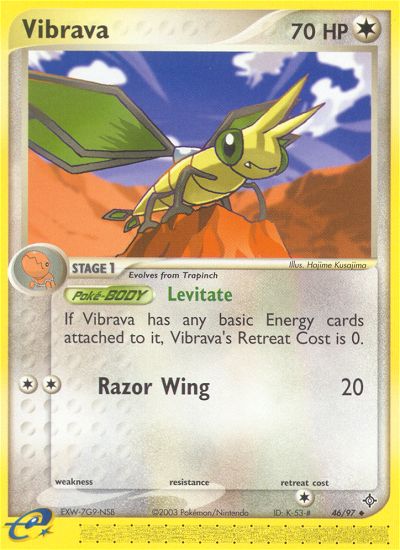 Vibrava 70 HP
Illus. Hajime Kusajima
STAGE 1
Evolves from Trapinch
Poké-BODY Levitate
If Vibrava has any basic Energy cards
attached to it, Vibrava's Retreat Cost is 0.
Razor Wing 20
weakness resistance retreat cost
EXW-7G9-NSB ©2003 Pokémon/Nintendo ID: K-53-# 46/97
e